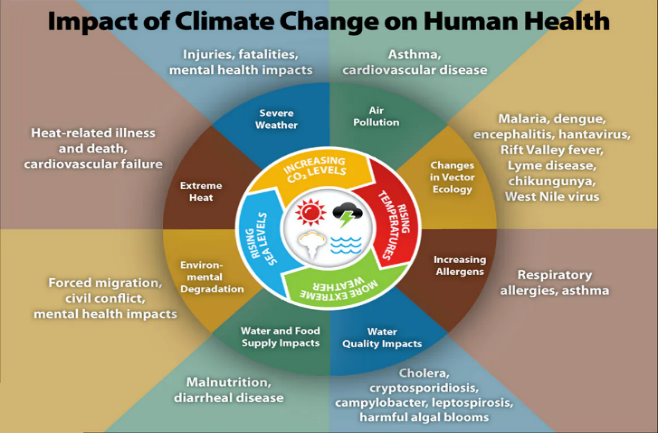 Impact of Climate Change on Human Health
Injuries, fatalities,
mental health impacts
Asthma,
cardiovascular disease
Severe
Weather
Air
Pollution
Heat-related illness
and death,
cardiovascular failure
Extreme
Heat
Malaria, dengue,
encephalitis, hantavirus,
Rift Valley fever,
Lyme disease,
chikungunya,
West Nile virus
Changes
in Vector
Ecology
INCREASING
CO₂ LEVELS
RISING
TEMPERATURES
MORE EXTREME
WEATHER
RISING
SEA LEVELS
Forced migration,
civil conflict,
mental health impacts
Environ-
mental
Degradation
Increasing
Allergens
Respiratory
allergies, asthma
Water and Food
Supply Impacts
Water
Quality Impacts
Malnutrition,
diarrheal disease
Cholera,
cryptosporidiosis,
campylobacter, leptospirosis,
harmful algal blooms